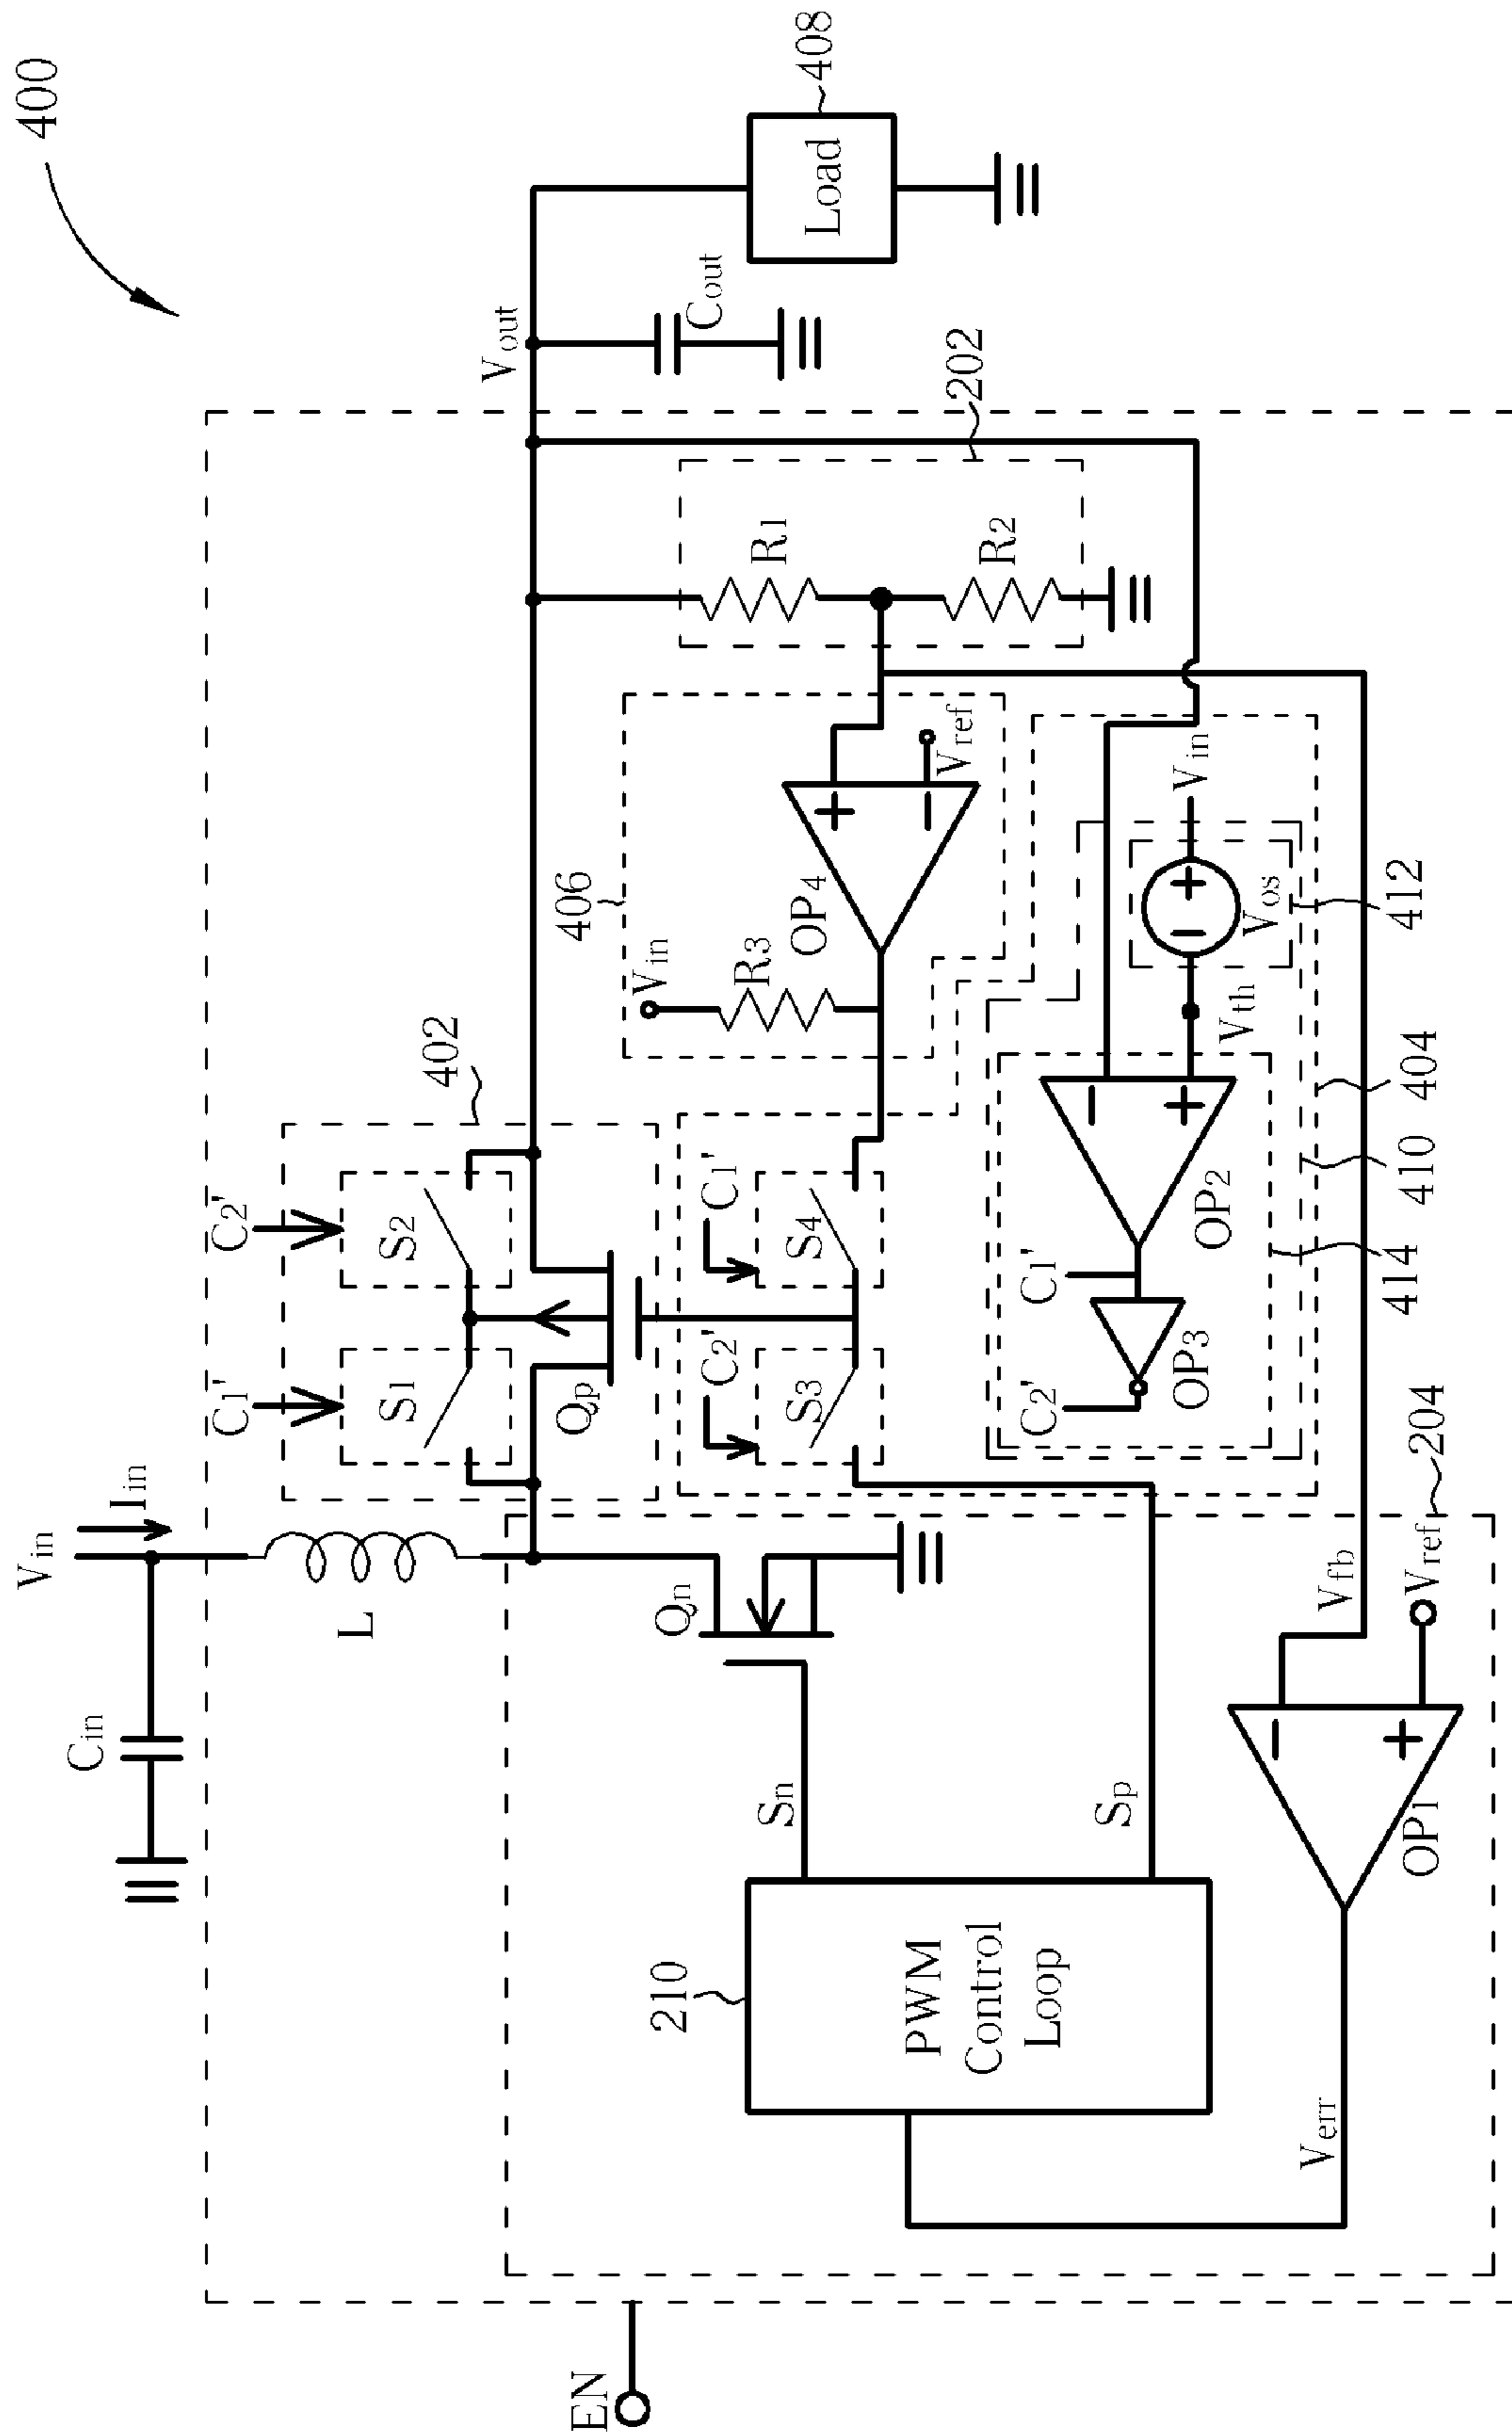 400
Vin
Iin
Cin
L
C1'
C2'
402
S1
S2
Qp
Vout
Cout
408
Load
406
Vin
R3
OP4
Vref
202
R1
R2
Qn
Sn
Sp
C2'
C1'
S3
S4
210
PWM
Control
Loop
EN
C2'
C1'
OP3
OP2
Vth
Vos
Vin
412
414
410
404
Verr
OP1
Vfb
Vref
204